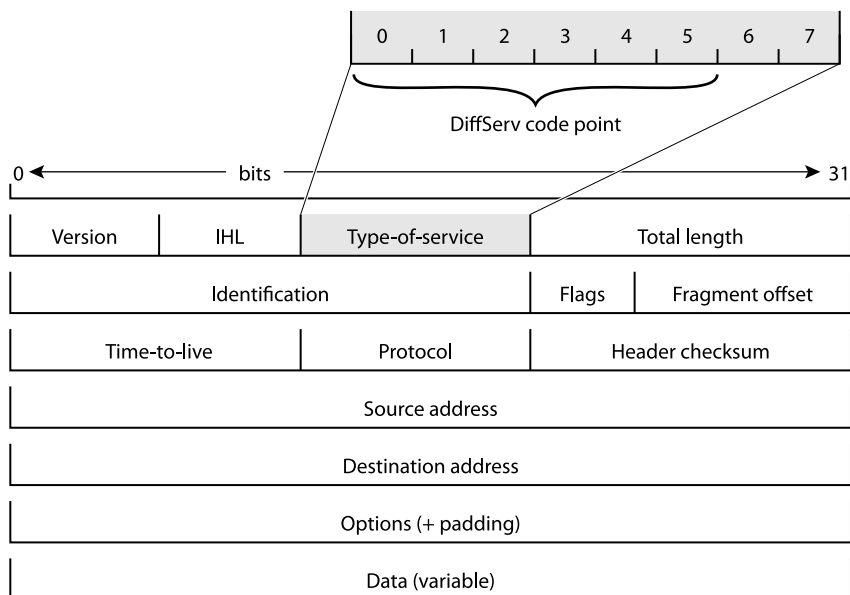 0 1 2 3 4 5 6 7
DiffServ code point
0 bits 31
Version IHL Type-of-service Total length
Identification Flags Fragment offset
Time-to-live Protocol Header checksum
Source address
Destination address
Options (+ padding)
Data (variable)